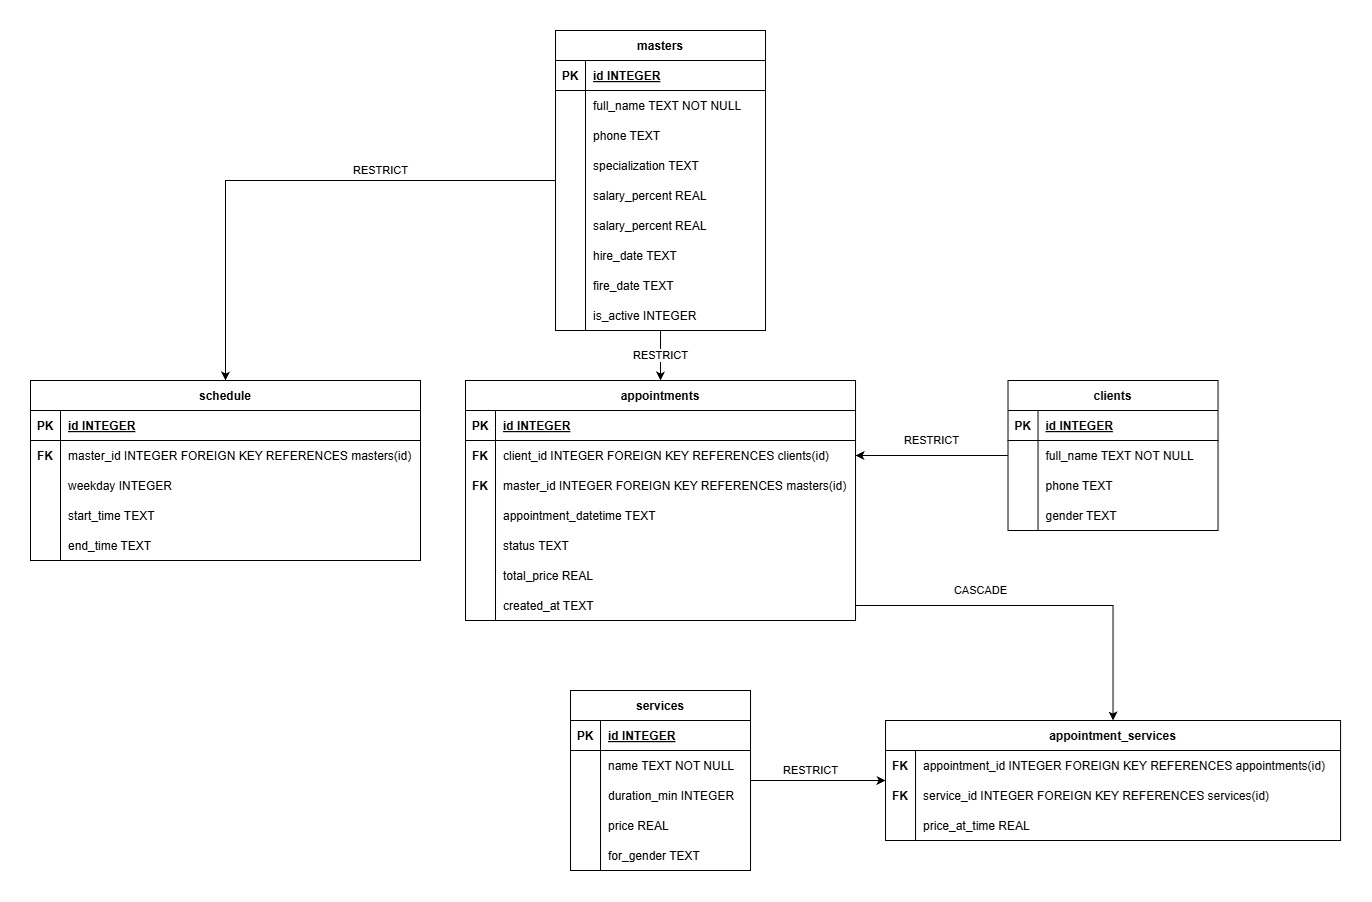 masters
PK id INTEGER
full_name TEXT NOT NULL
phone TEXT
specialization TEXT
salary_percent REAL
salary_percent REAL
hire_date TEXT
fire_date TEXT
is_active INTEGER
RESTRICT
RESTRICT
schedule
PK id INTEGER
FK master_id INTEGER FOREIGN KEY REFERENCES masters(id)
weekday INTEGER
start_time TEXT
end_time TEXT
appointments
PK id INTEGER
FK client_id INTEGER FOREIGN KEY REFERENCES clients(id)
FK master_id INTEGER FOREIGN KEY REFERENCES masters(id)
appointment_datetime TEXT
status TEXT
total_price REAL
created_at TEXT
RESTRICT
clients
PK id INTEGER
full_name TEXT NOT NULL
phone TEXT
gender TEXT
CASCADE
services
PK id INTEGER
name TEXT NOT NULL
duration_min INTEGER
price REAL
for_gender TEXT
RESTRICT
appointment_services
FK appointment_id INTEGER FOREIGN KEY REFERENCES appointments(id)
FK service_id INTEGER FOREIGN KEY REFERENCES services(id)
price_at_time REAL